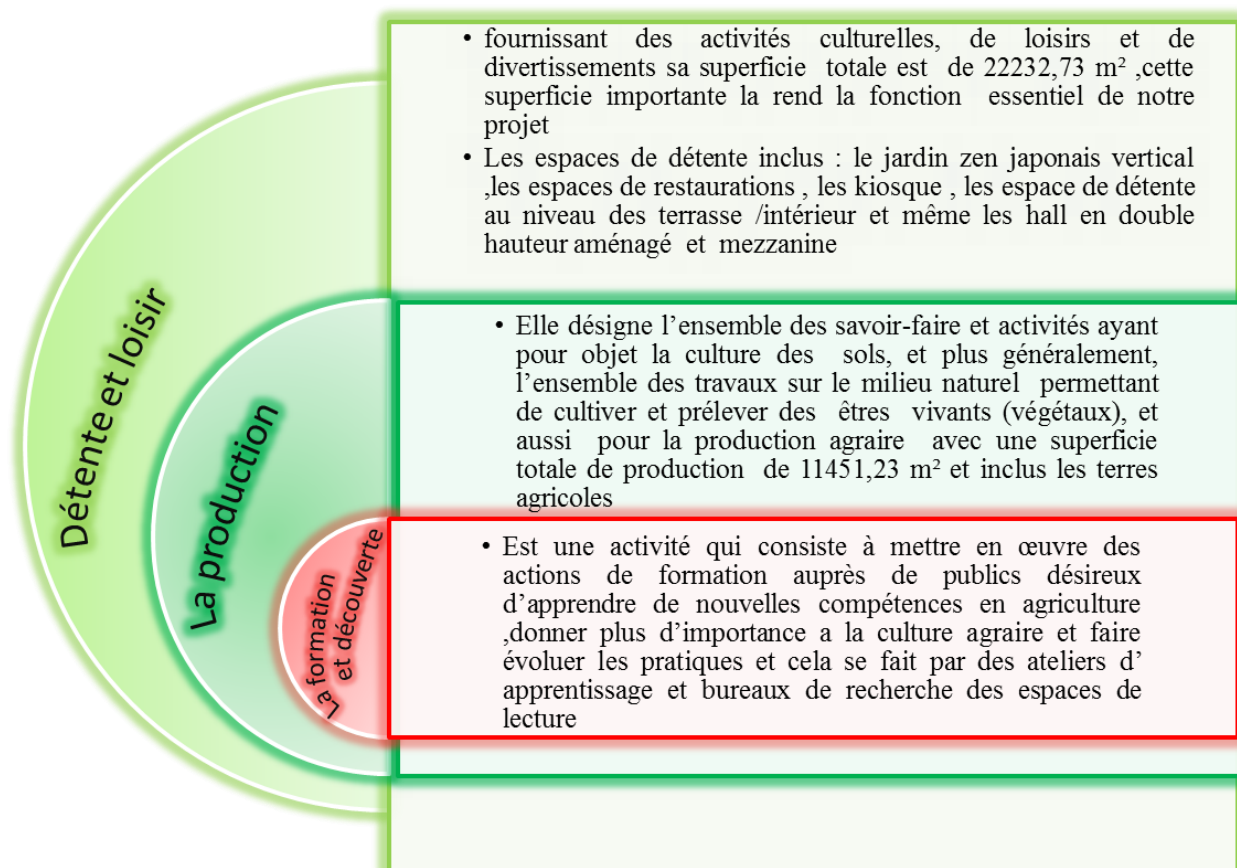 • fournissant des activités culturelles, de loisirs et de
divertissements sa superficie totale est de 22232,73 m² ,cette
superficie importante la rend la fonction essentiel de notre
projet
• Les espaces de détente inclus : le jardin zen japonais vertical
,les espaces de restaurations , les kiosque , les espace de détente
au niveau des terrasse /intérieur et même les hall en double
hauteur aménagé et mezzanine
Détente et loisir
• Elle désigne l’ensemble des savoir-faire et activités ayant
pour objet la culture des sols, et plus généralement,
l’ensemble des travaux sur le milieu naturel permettant
de cultiver et prélever des êtres vivants (végétaux), et
aussi pour la production agraire avec une superficie
totale de production de 11451,23 m² et inclus les terres
agricoles
La production
• Est une activité qui consiste à mettre en œuvre des
actions de formation auprès de publics désireux
d’apprendre de nouvelles compétences en agriculture
,donner plus d’importance a la culture agraire et faire
évoluer les pratiques et cela se fait par des ateliers d’
apprentissage et bureaux de recherche des espaces de
lecture
La formation
et découverte